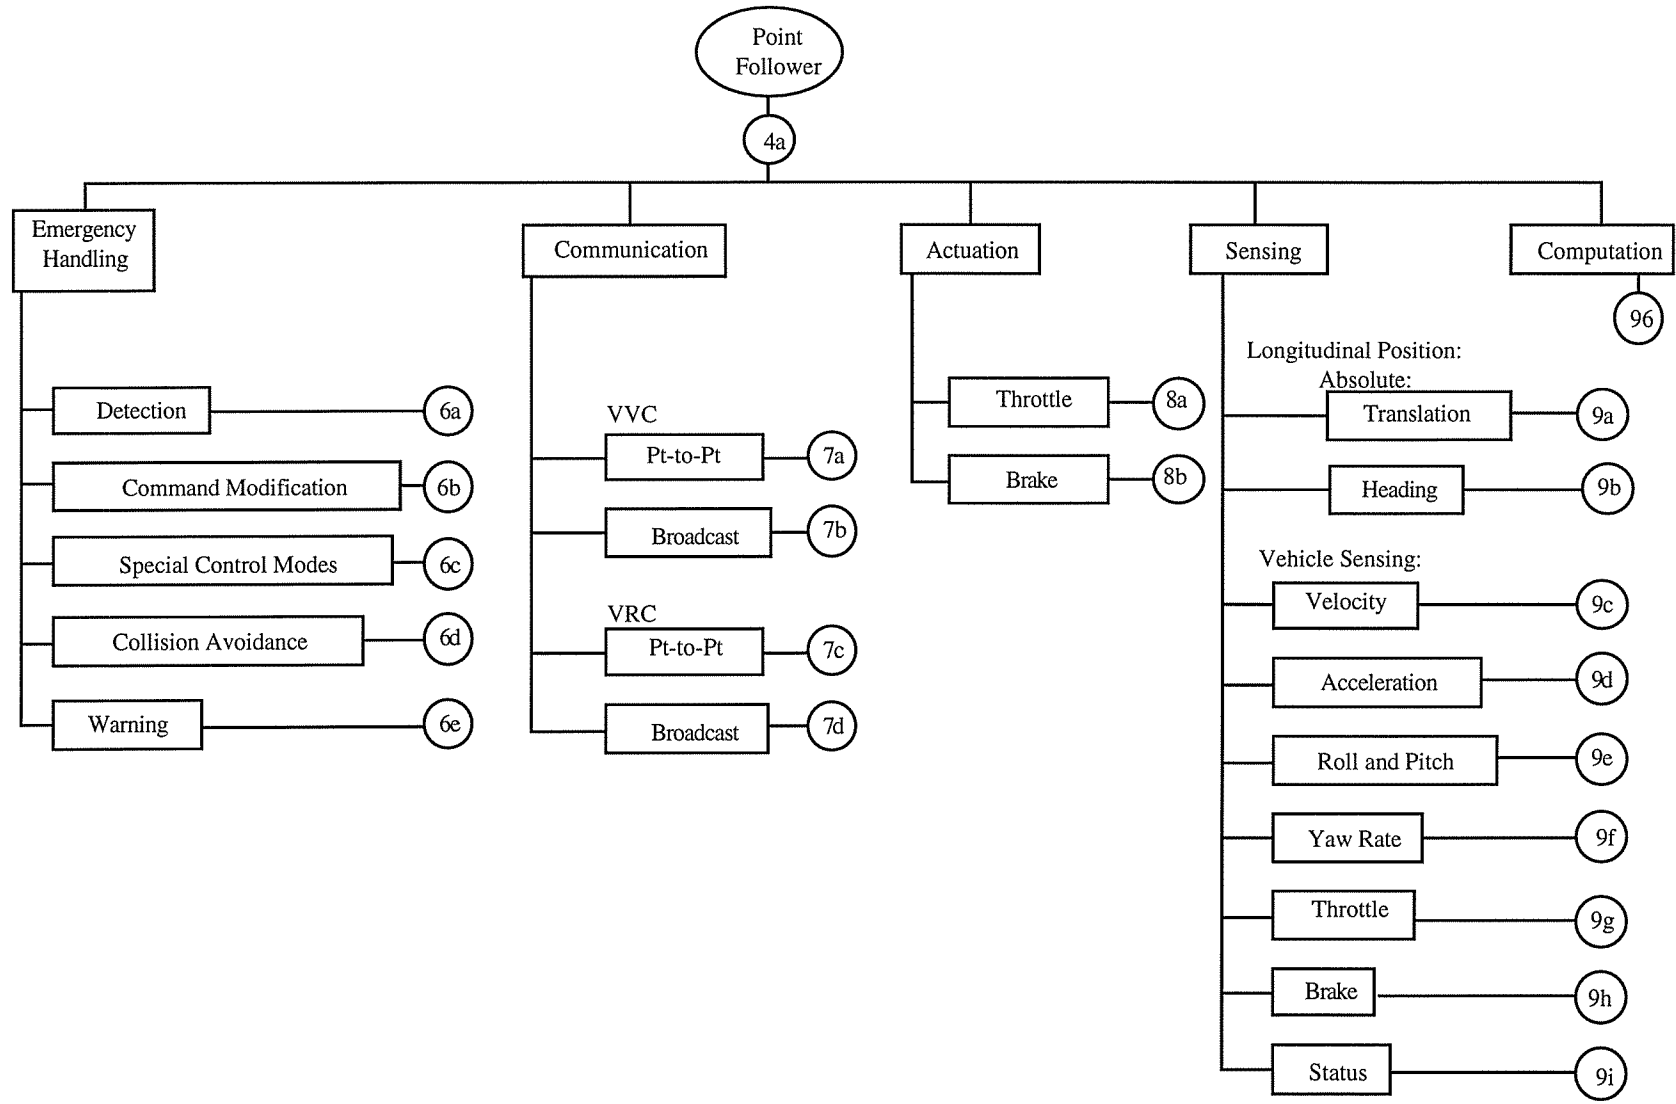 Point
Follower
4a
Emergency
Handling
Detection
6a
Command Modification
6b
Special Control Modes
6c
Collision Avoidance
6d
Warning
6e
Communication
VVC
Pt-to-Pt
7a
Broadcast
7b
VRC
Pt-to-Pt
7c
Broadcast
7d
Actuation
Throttle
8a
Brake
8b
Sensing
Longitudinal Position:
Absolute:
Translation
9a
Heading
9b
Vehicle Sensing:
Velocity
9c
Acceleration
9d
Roll and Pitch
9e
Yaw Rate
9f
Throttle
9g
Brake
9h
Status
9i
Computation
96